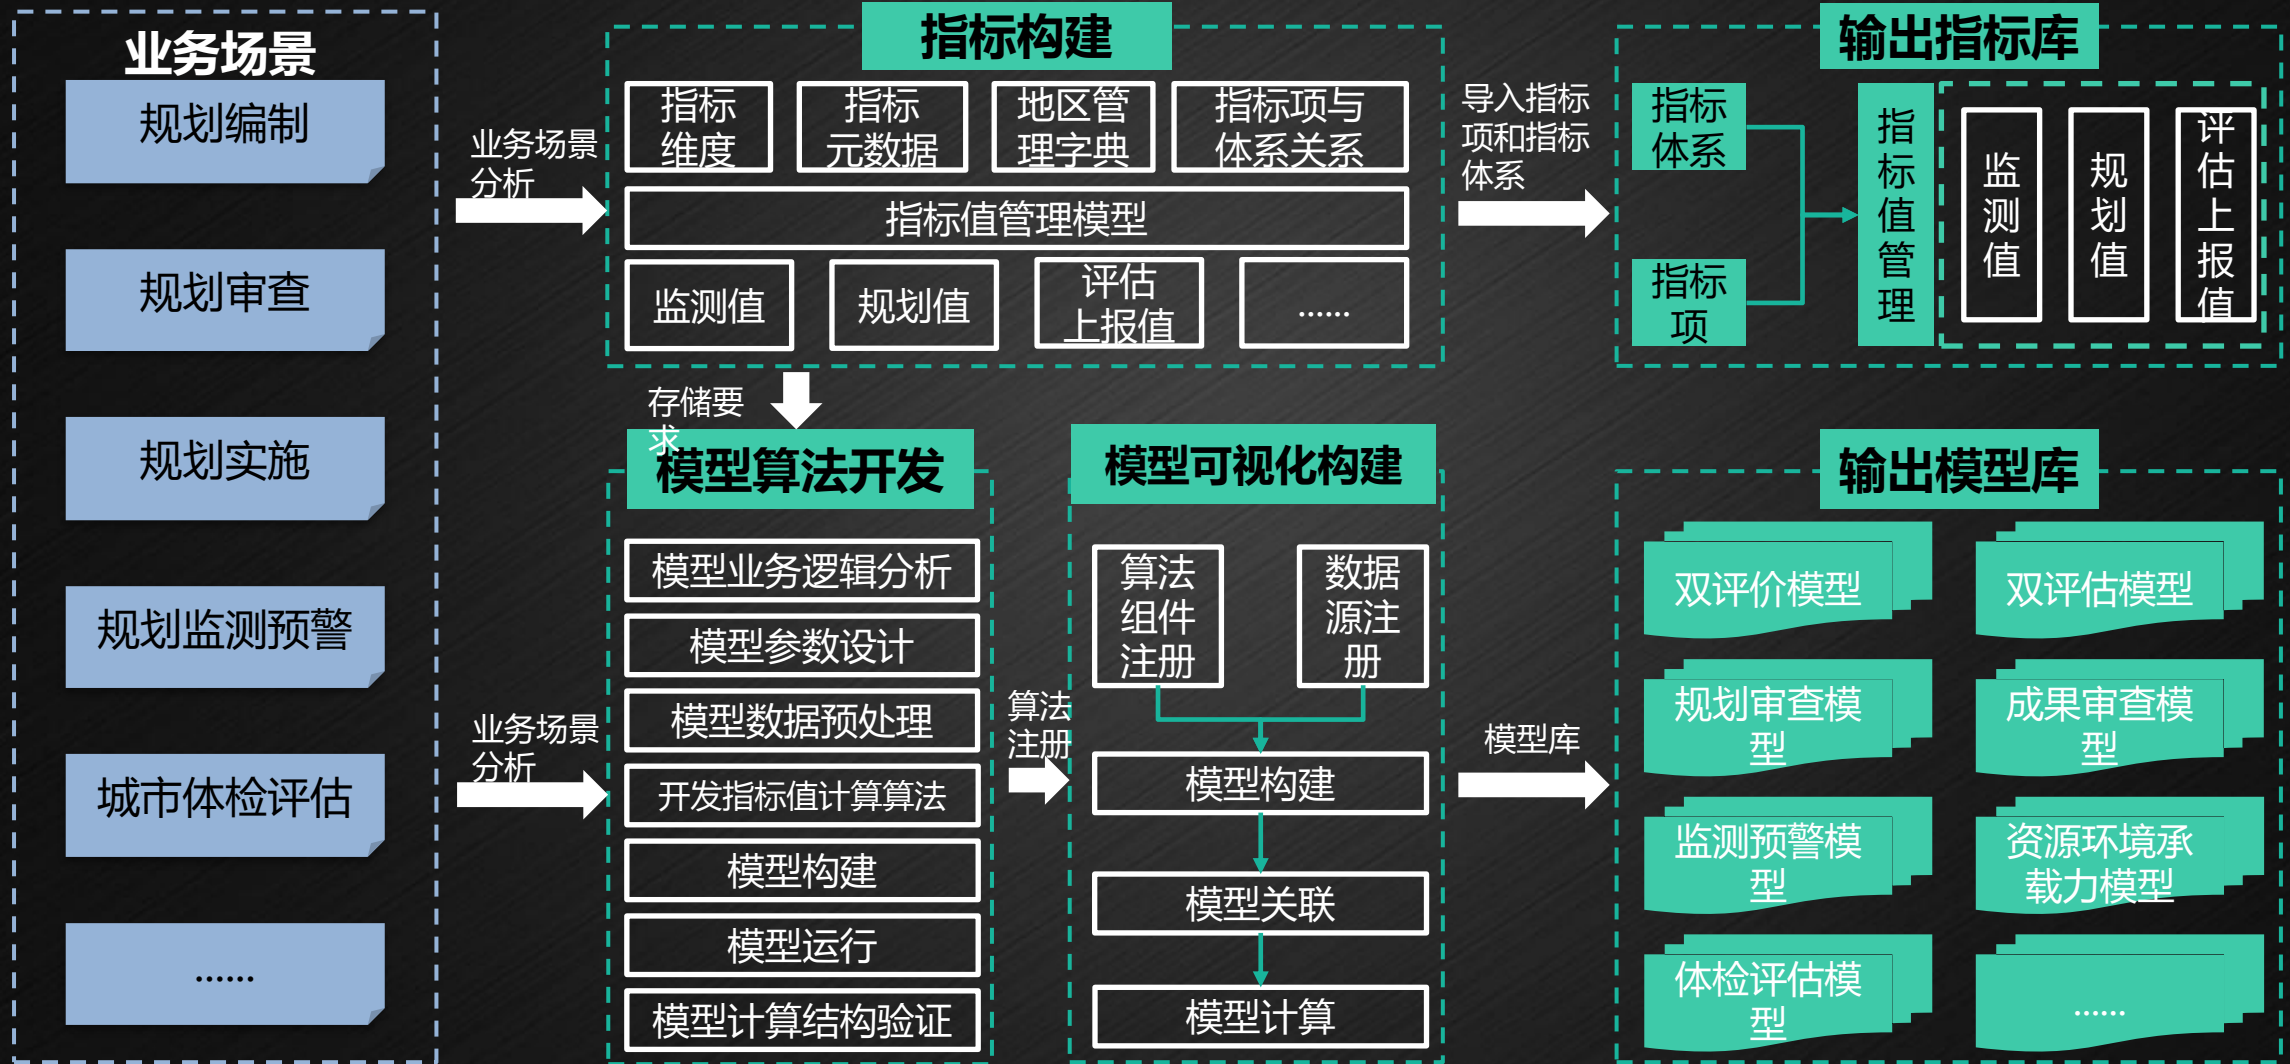 业务场景
规划编制
规划审查
规划实施
规划监测预警
城市体检评估
......
业务场景
分析
业务场景
分析
指标构建
指标
维度
指标
元数据
地区管
理字典
指标项与
体系关系
指标值管理模型
监测值
规划值
评估
上报值
......
导入指标
项和指标
体系
输出指标库
指标
体系
指标
项
指
标
值
管
理
监
测
值
规
划
值
评
估
上
报
值
存储要
求
模型算法开发
模型业务逻辑分析
模型参数设计
模型数据预处理
开发指标值计算算法
模型构建
模型运行
模型计算结构验证
算法
注册
模型可视化构建
算法
组件
注册
数据
源注
册
模型构建
模型关联
模型计算
模型库
输出模型库
双评价模型
双评估模型
规划审查模
型
成果审查模
型
监测预警模
型
资源环境承
载力模型
体检评估模
型
......